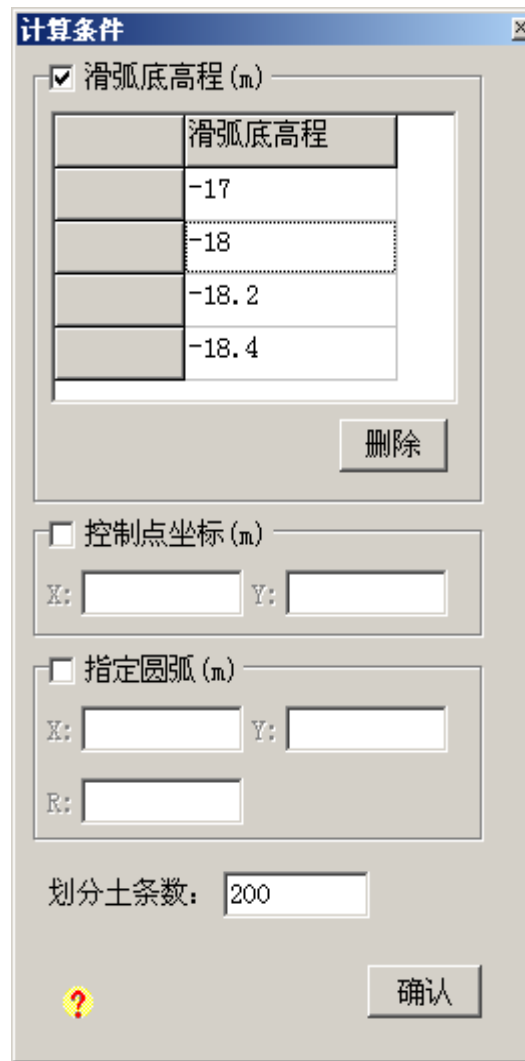 计算条件
滑弧底高程(m)
滑弧底高程
-17
-18
-18.2
-18.4
删除
控制点坐标(m)
X: Y:
指定圆弧(m)
X: Y:
R:
划分土条数: 200
? 确认